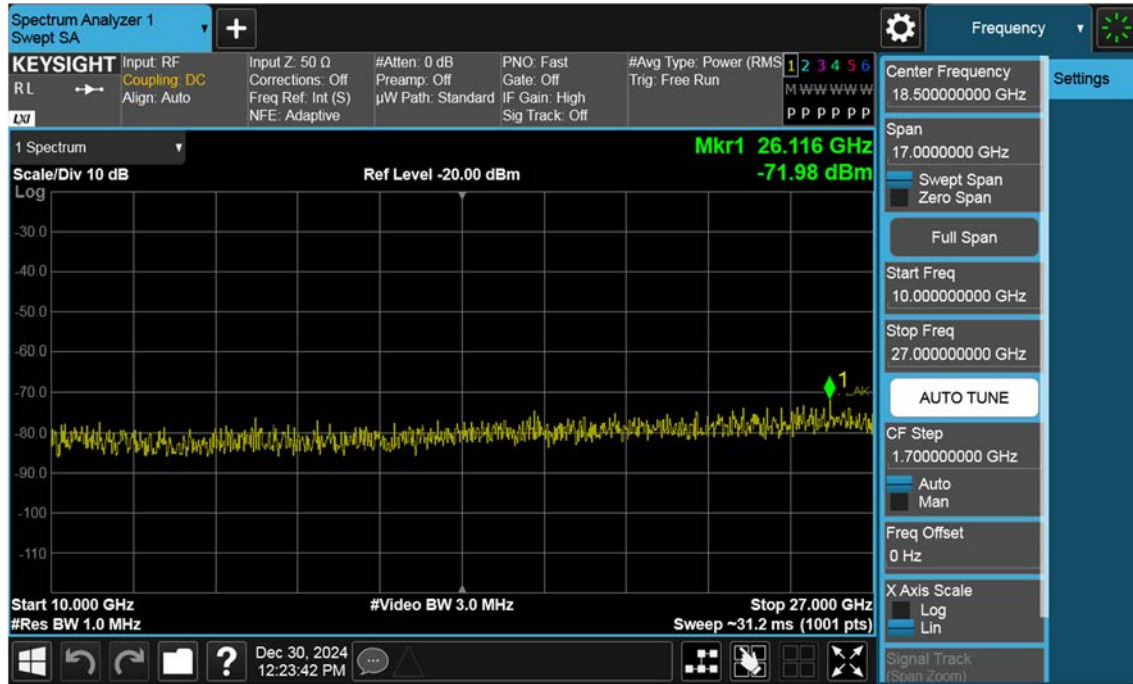 Spectrum Analyzer 1
Swept SA
+
Frequency
KEYSIGHT
RL
LXI
Input: RF
Coupling: DC
Align: Auto
Input Z: 50 Ω
Corrections: Off
Freq Ref: Int (S)
NFE: Adaptive
#Atten: 0 dB
Preamp: Off
µW Path: Standard
PNO: Fast
Gate: Off
IF Gain: High
Sig Track: Off
#Avg Type: Power (RMS
Trig: Free Run
1 2 3 4 5 6
M W W W W W
P P P P P P
1 Spectrum
Mkr1 26.116 GHz
-71.98 dBm
Scale/Div 10 dB
Ref Level -20.00 dBm
Log
-30.0
-40.0
-50.0
-60.0
-70.0
-80.0
-90.0
-100
-110
1
Start 10.000 GHz
#Video BW 3.0 MHz
Stop 27.000 GHz
#Res BW 1.0 MHz
Sweep ~31.2 ms (1001 pts)
?
Dec 30, 2024
12:23:42 PM
Center Frequency
18.500000000 GHz
Settings
Span
17.0000000 GHz
Swept Span
Zero Span
Full Span
Start Freq
10.000000000 GHz
Stop Freq
27.000000000 GHz
AUTO TUNE
CF Step
1.700000000 GHz
Auto
Man
Freq Offset
0 Hz
X Axis Scale
Log
Lin
Signal Track
(Span Zoom)